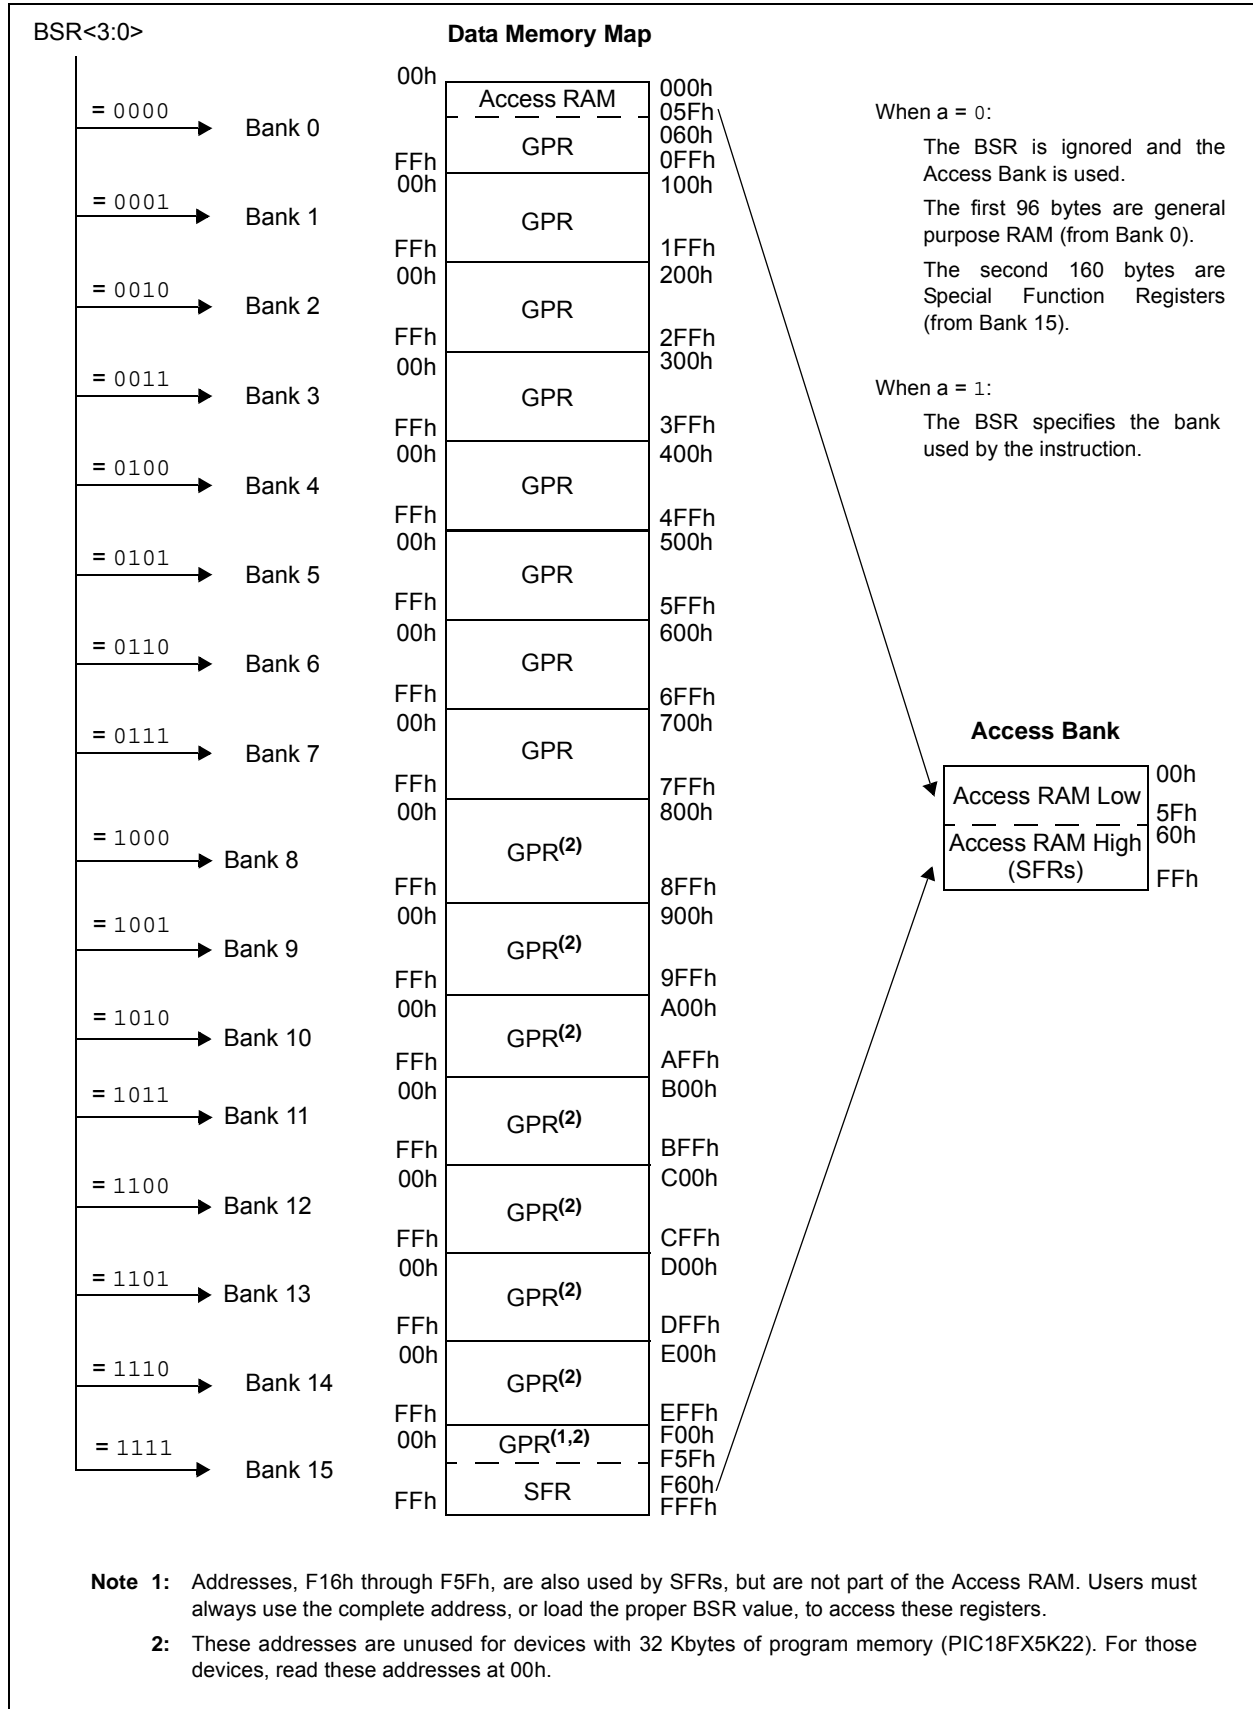 BSR<3:0>
Data Memory Map
= 0000
Bank 0
00h
Access RAM
000h
05Fh
GPR
060h
FFh
0FFh
= 0001
Bank 1
00h
100h
GPR
FFh
1FFh
= 0010
Bank 2
00h
200h
GPR
FFh
2FFh
= 0011
Bank 3
00h
300h
GPR
FFh
3FFh
= 0100
Bank 4
00h
400h
GPR
FFh
4FFh
= 0101
Bank 5
00h
500h
GPR
FFh
5FFh
= 0110
Bank 6
00h
600h
GPR
FFh
6FFh
= 0111
Bank 7
00h
700h
GPR
FFh
7FFh
= 1000
Bank 8
00h
800h
GPR(2)
FFh
8FFh
= 1001
Bank 9
00h
900h
GPR(2)
FFh
9FFh
= 1010
Bank 10
00h
A00h
GPR(2)
FFh
AFFh
= 1011
Bank 11
00h
B00h
GPR(2)
FFh
BFFh
= 1100
Bank 12
00h
C00h
GPR(2)
FFh
CFFh
= 1101
Bank 13
00h
D00h
GPR(2)
FFh
DFFh
= 1110
Bank 14
00h
E00h
GPR(2)
FFh
EFFh
= 1111
Bank 15
00h
F00h
GPR(1,2)
F5Fh
SFR
F60h
FFh
FFFh
When a = 0:
The BSR is ignored and the
Access Bank is used.
The first 96 bytes are general
purpose RAM (from Bank 0).
The second 160 bytes are
Special Function Registers
(from Bank 15).
When a = 1:
The BSR specifies the bank
used by the instruction.
Access Bank
00h
Access RAM Low
5Fh
60h
Access RAM High
(SFRs)
FFh
Note 1: Addresses, F16h through F5Fh, are also used by SFRs, but are not part of the Access RAM. Users must
always use the complete address, or load the proper BSR value, to access these registers.
2: These addresses are unused for devices with 32 Kbytes of program memory (PIC18FX5K22). For those
devices, read these addresses at 00h.